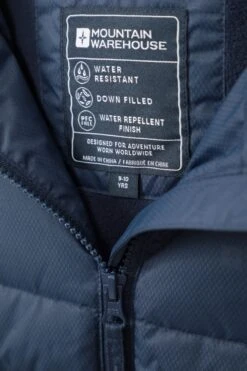 MOUNTAIN
WAREHOUSE
WATER
RESISTANT
DOWN FILLED
PFC
FREE
WATER REPELLENT
FINISH
DESIGNED FOR ADVENTURE
WORN WORLDWIDE
MADE IN CHINA / FABRIQUÉ EN CHINE
9-10
YRS